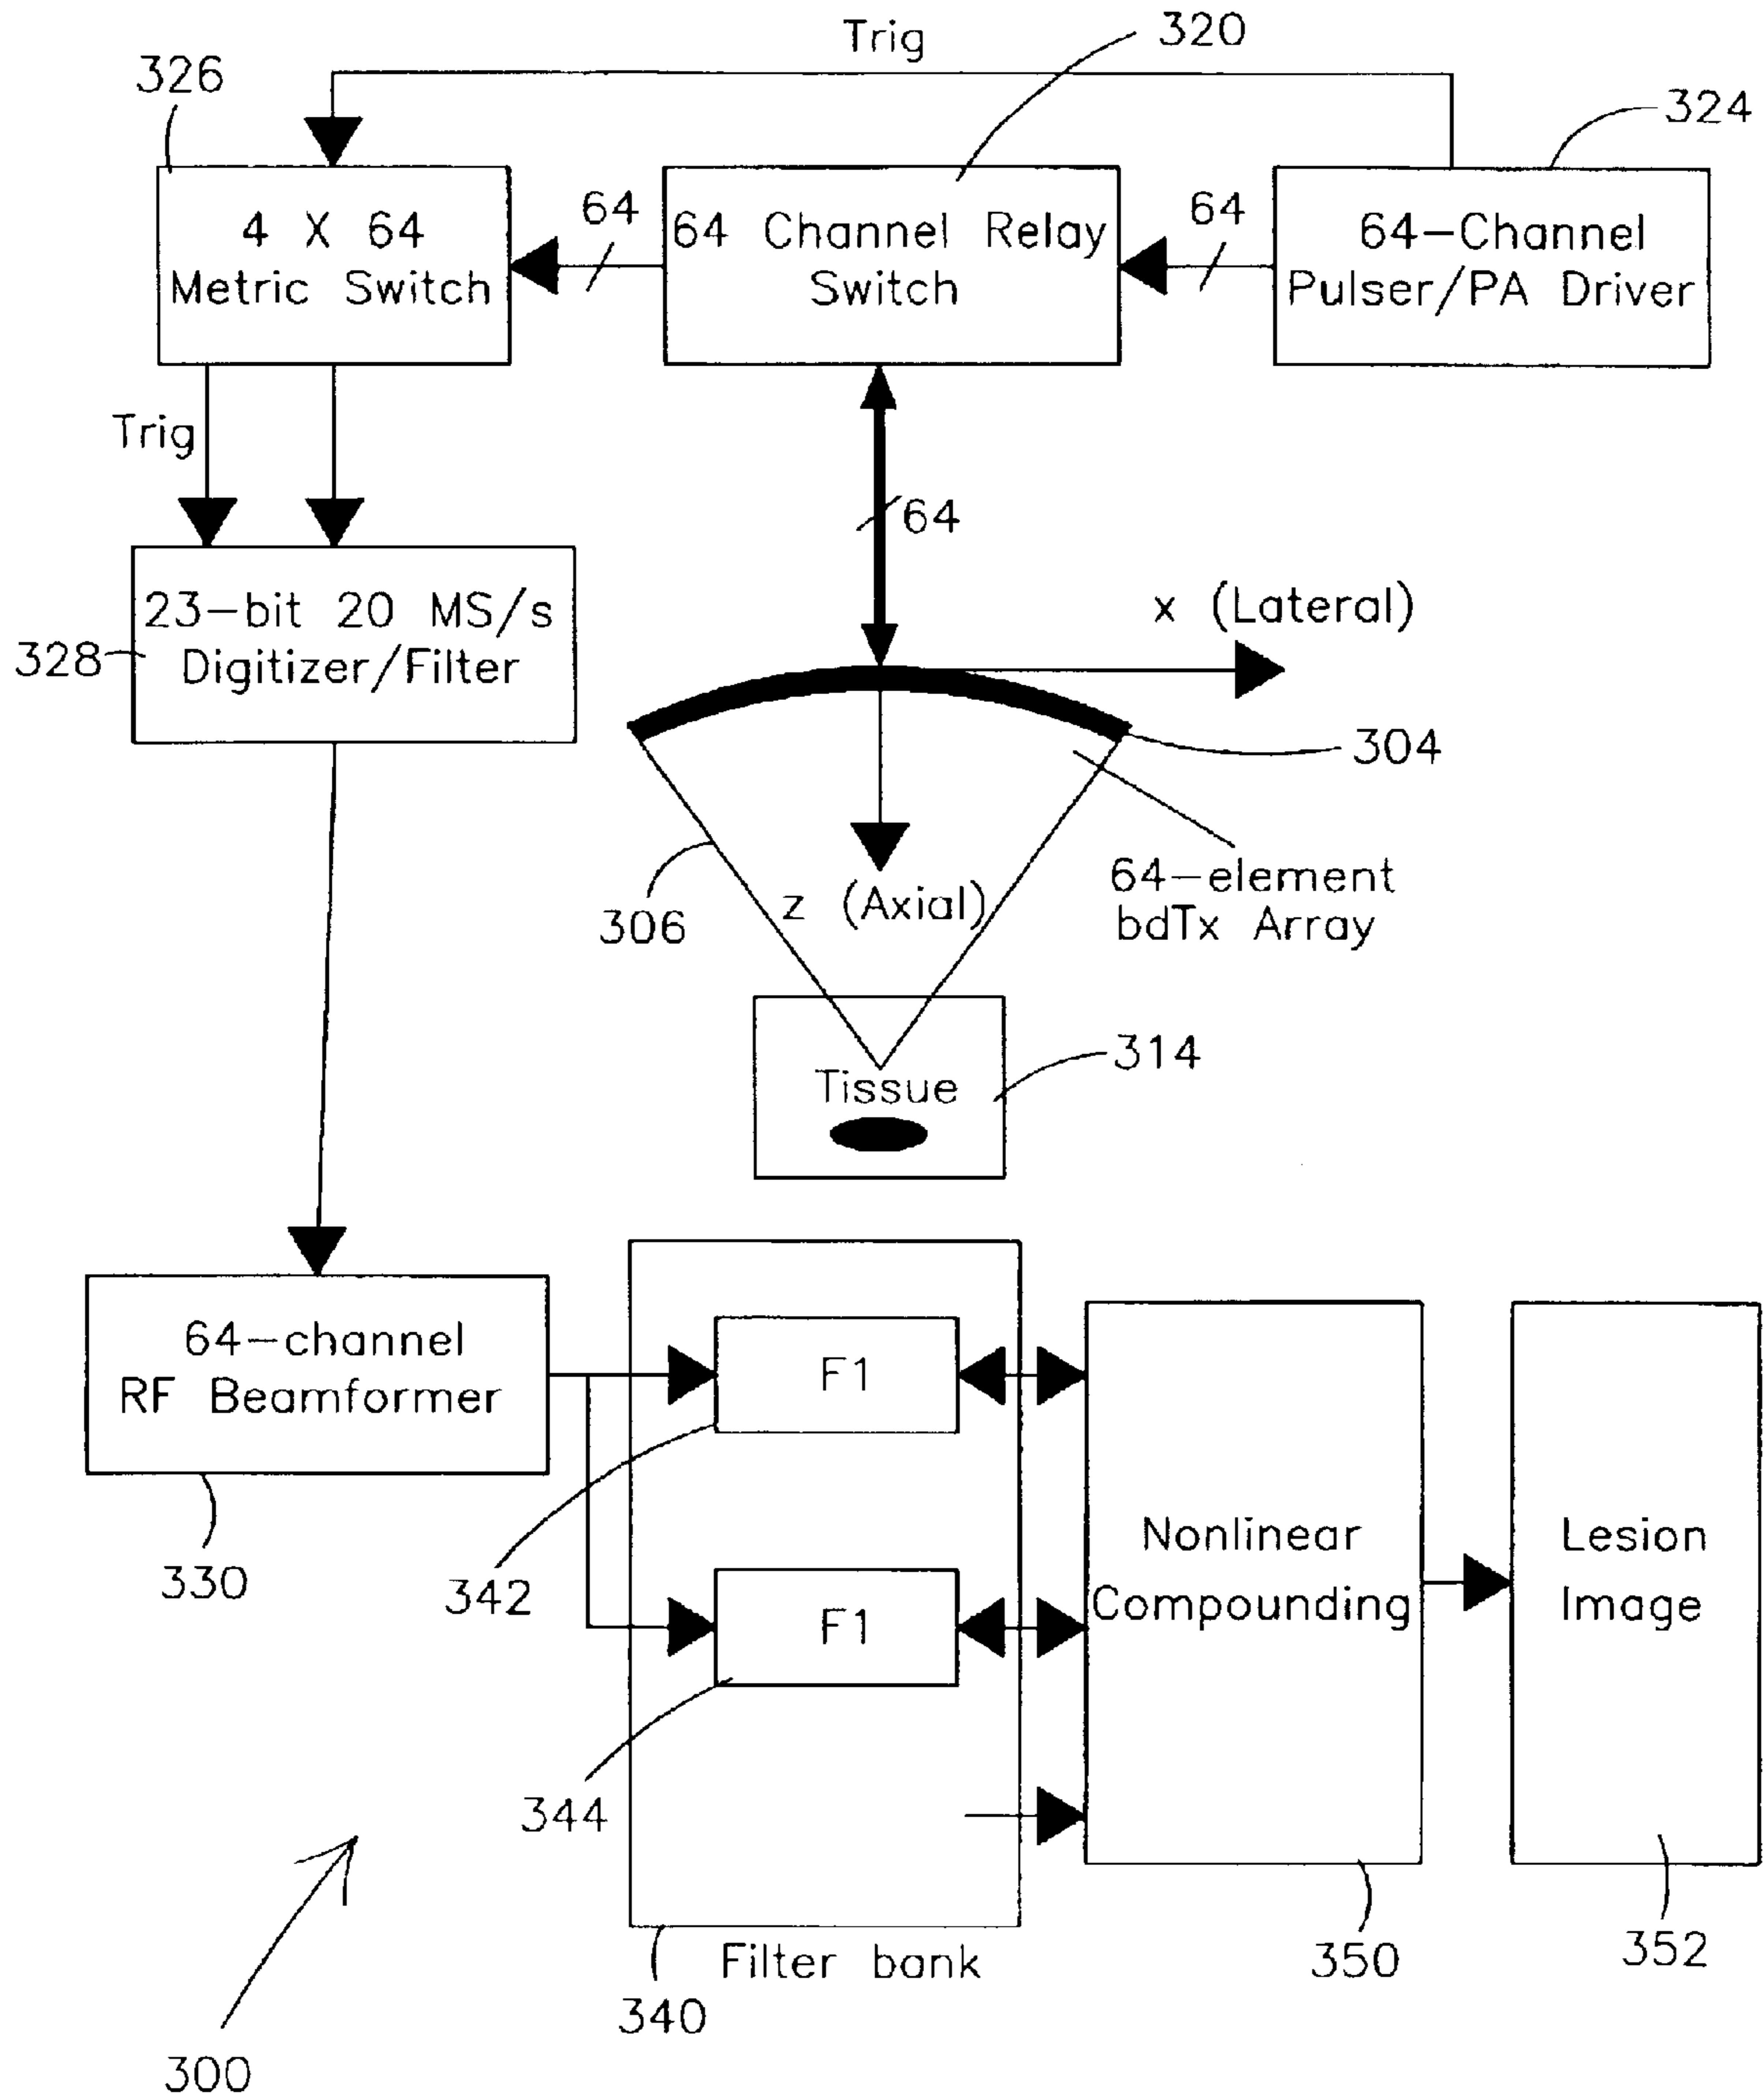 Trig
320
326
324
4 X 64
Metric Switch
64
64 Channel Relay
Switch
64
64-Channel
Pulser/PA Driver
Trig
64
x (Lateral)
23-bit 20 MS/s
Digitizer/Filter
328
304
64-element
bdTx Array
z (Axial)
306
314
Tissue
64-channel
RF Beamformer
F1
330
342
Nonlinear
Compounding
Lesion
Image
F1
344
350
352
Filter bank
340
300